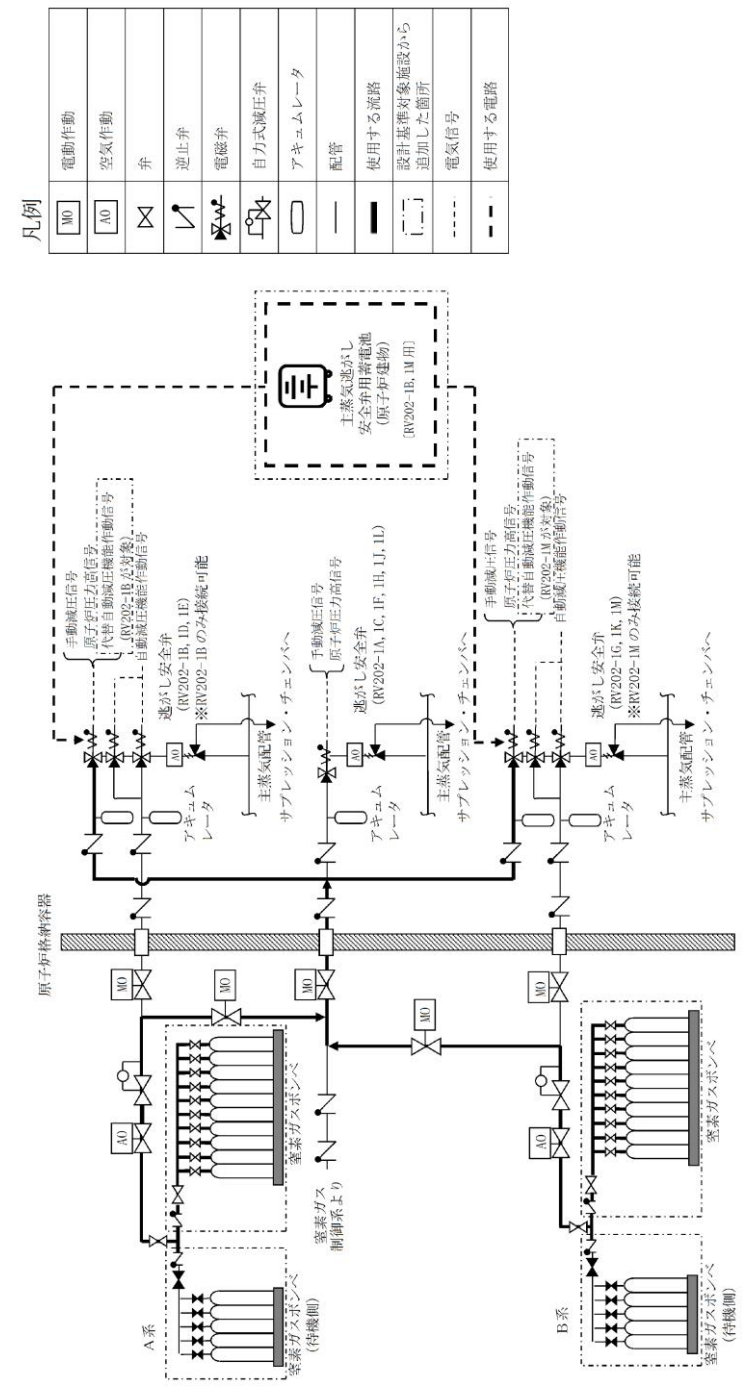 凡例
MO 電動作動
AO 空気作動
弁
逆止弁
電磁弁
自力式減圧弁
アキュムレータ
配管
使用する流路
設計基準対象施設から
追加した箇所
電気信号
使用する電路
原子炉格納容器
主蒸気逃がし
安全弁用蓄電池
(原子炉建物)
[RV202-1B, 1M 用]
手動減圧信号
原子炉圧力高信号
代替自動減圧機能作動信号
(RV202-1B が対象)
自動減圧機能作動信号
逃がし安全弁
(RV202-1B, 1D, 1E)
※RV202-1B のみ接続可能
AO
アキュム
レータ
主蒸気配管
サプレッション・チェンバへ
手動減圧信号
原子炉圧力高信号
逃がし安全弁
(RV202-1A, 1C, 1F, 1H, 1J, 1L)
AO
アキュム
レータ
主蒸気配管
サプレッション・チェンバへ
手動減圧信号
原子炉圧力高信号
代替自動減圧機能作動信号
(RV202-1M が対象)
自動減圧機能作動信号
逃がし安全弁
(RV202-1G, 1K, 1M)
※RV202-1M のみ接続可能
AO
アキュム
レータ
主蒸気配管
サプレッション・チェンバへ
MO
MO
MO
MO
MO
AO
AO
A系
窒素ガスボンベ
(待機側)
窒素ガスボンベ
窒素ガス
制御系より
B系
窒素ガスボンベ
(待機側)
窒素ガスボンベ